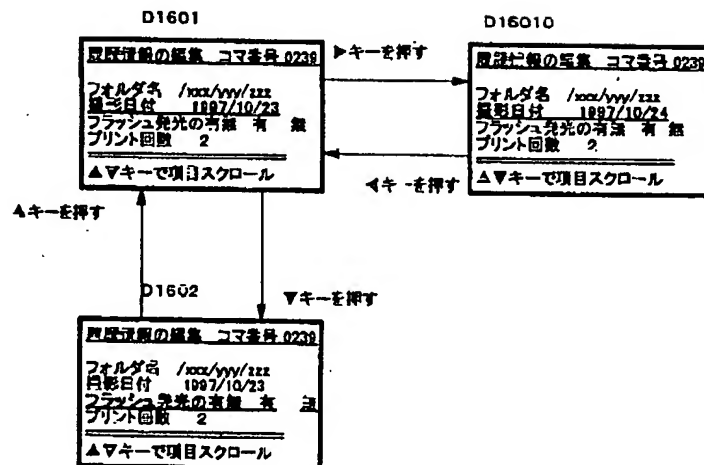 D1601
履歴情報の編集 コマ番号 0239
フォルダ名 /xxx/yyy/zzz
撮影日付 1997/10/23
フラッシュ発光の有無 有 無
プリント回数 2
▲▼キーで項目スクロール
▶キーを押す
◀キーを押す
D16010
履歴情報の編集 コマ番号 0239
フォルダ名 /xxx/yyy/zzz
撮影日付 1997/10/24
フラッシュ発光の有無 有 無
プリント回数 2
△▽キーで項目スクロール
▲キーを押す
▼キーを押す
D1602
履歴情報の編集 コマ番号 0239
フォルダ名 /xxx/yyy/zzz
撮影日付 1997/10/23
フラッシュ発光の有無 有 無
プリント回数 2
▲▼キーで項目スクロール